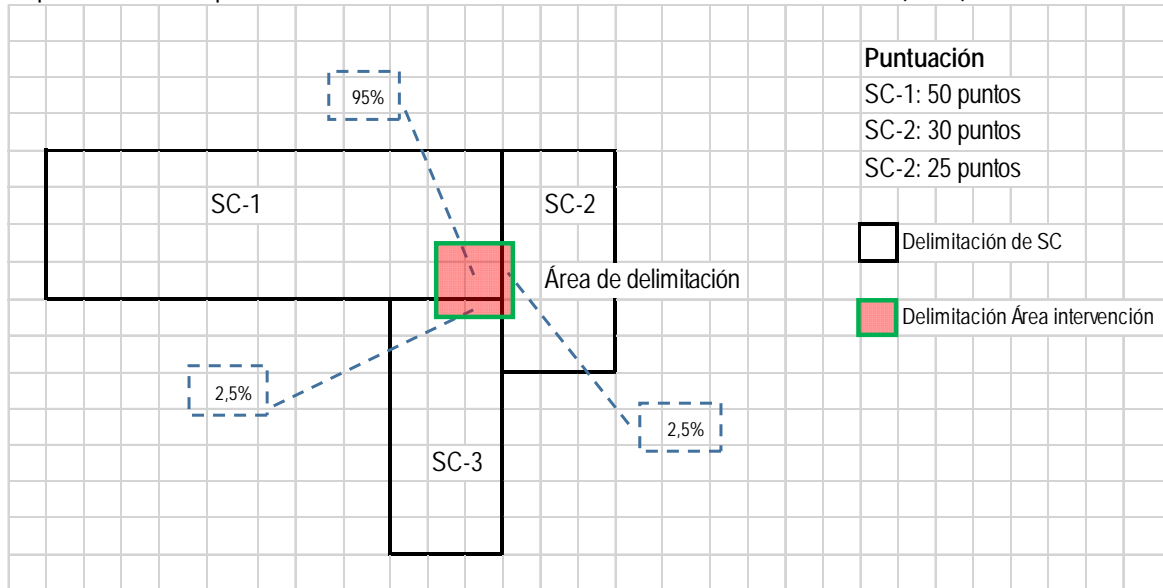 Puntuación
SC-1: 50 puntos
SC-2: 30 puntos
SC-2: 25 puntos
95%
SC-1
SC-2
Delimitación de SC
Área de delimitación
Delimitación Área intervención
2,5%
2,5%
SC-3